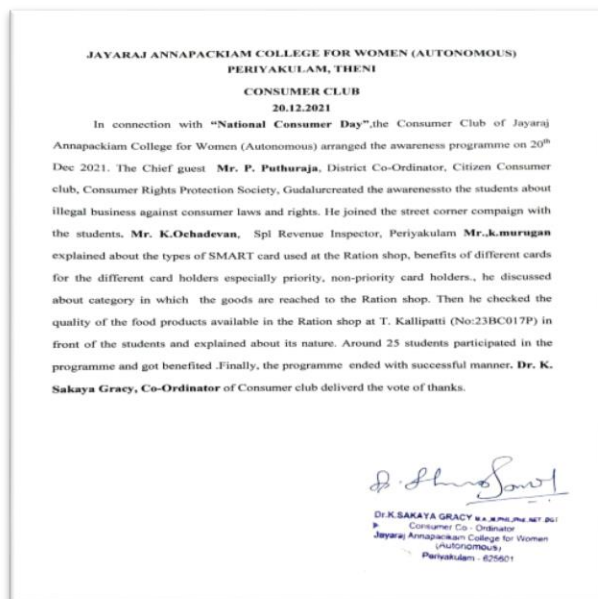 JAYARAJ ANNAPACKIAM COLLEGE FOR WOMEN (AUTONOMOUS)
PERIYAKULAM, THENI
CONSUMER CLUB
20.12.2021
In connection with “National Consumer Day”,the Consumer Club of Jayaraj
Annapackiam College for Women (Autonomous) arranged the awareness programme on 20th
Dec 2021. The Chief guest Mr. P. Puthuraja, District Co-Ordinator, Citizen Consumer
club, Consumer Rights Protection Society, Gudalurcreated the awarenessto the students about
illegal business against consumer laws and rights. He joined the street corner compaign with
the students. Mr. K.Ochadevan, Spl Revenue Inspector, Periyakulam Mr.,k.murugan
explained about the types of SMART card used at the Ration shop, benefits of different cards
for the different card holders especially priority, non-priority card holders., he discussed
about category in which the goods are reached to the Ration shop. Then he checked the
quality of the food products available in the Ration shop at T. Kallipatti (No:23BC017P) in
front of the students and explained about its nature. Around 25 students participated in the
programme and got benefited .Finally, the programme ended with successful manner. Dr. K.
Sakaya Gracy, Co-Ordinator of Consumer club deliverd the vote of thanks.
Dr.K.SAKAYA GRACY
Consumer Co - Ordinator
Jayaraj Annapackam College for Women
(Autonomous)
Periyakulam - 625601